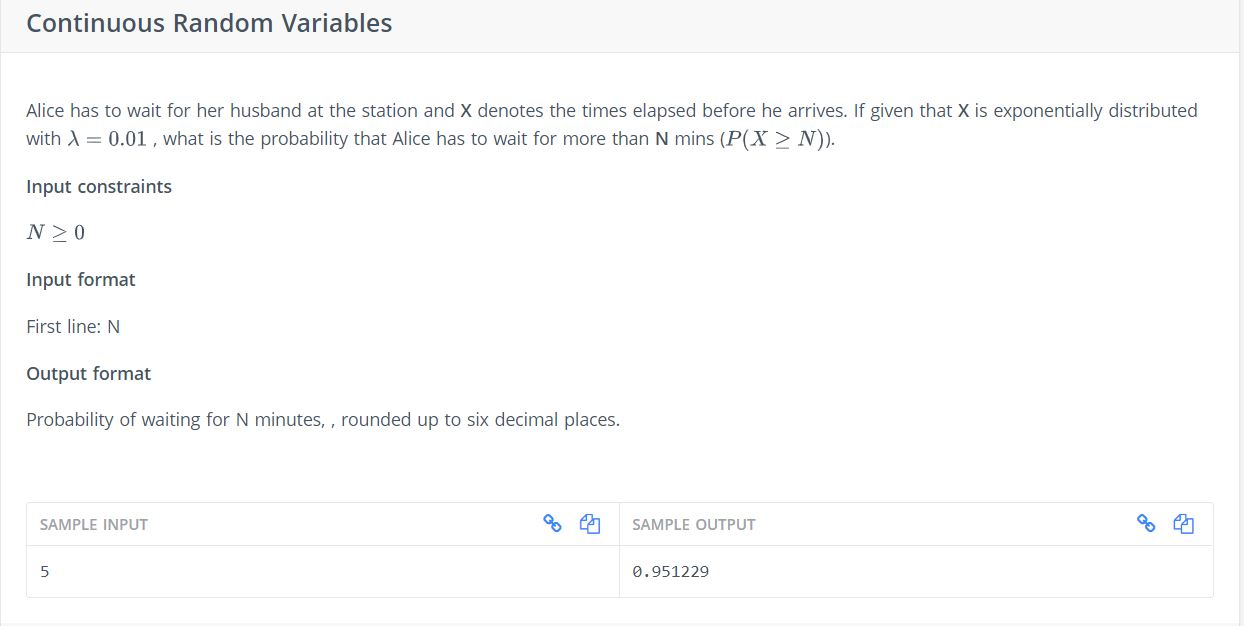 Continuous Random Variables
Alice has to wait for her husband at the station and X denotes the times elapsed before he arrives. If given that X is exponentially distributed
with λ = 0.01 , what is the probability that Alice has to wait for more than N mins (P(X ≥ N)).
Input constraints
N ≥ 0
Input format
First line: N
Output format
Probability of waiting for N minutes, , rounded up to six decimal places.
SAMPLE INPUT
SAMPLE OUTPUT
5
0.951229